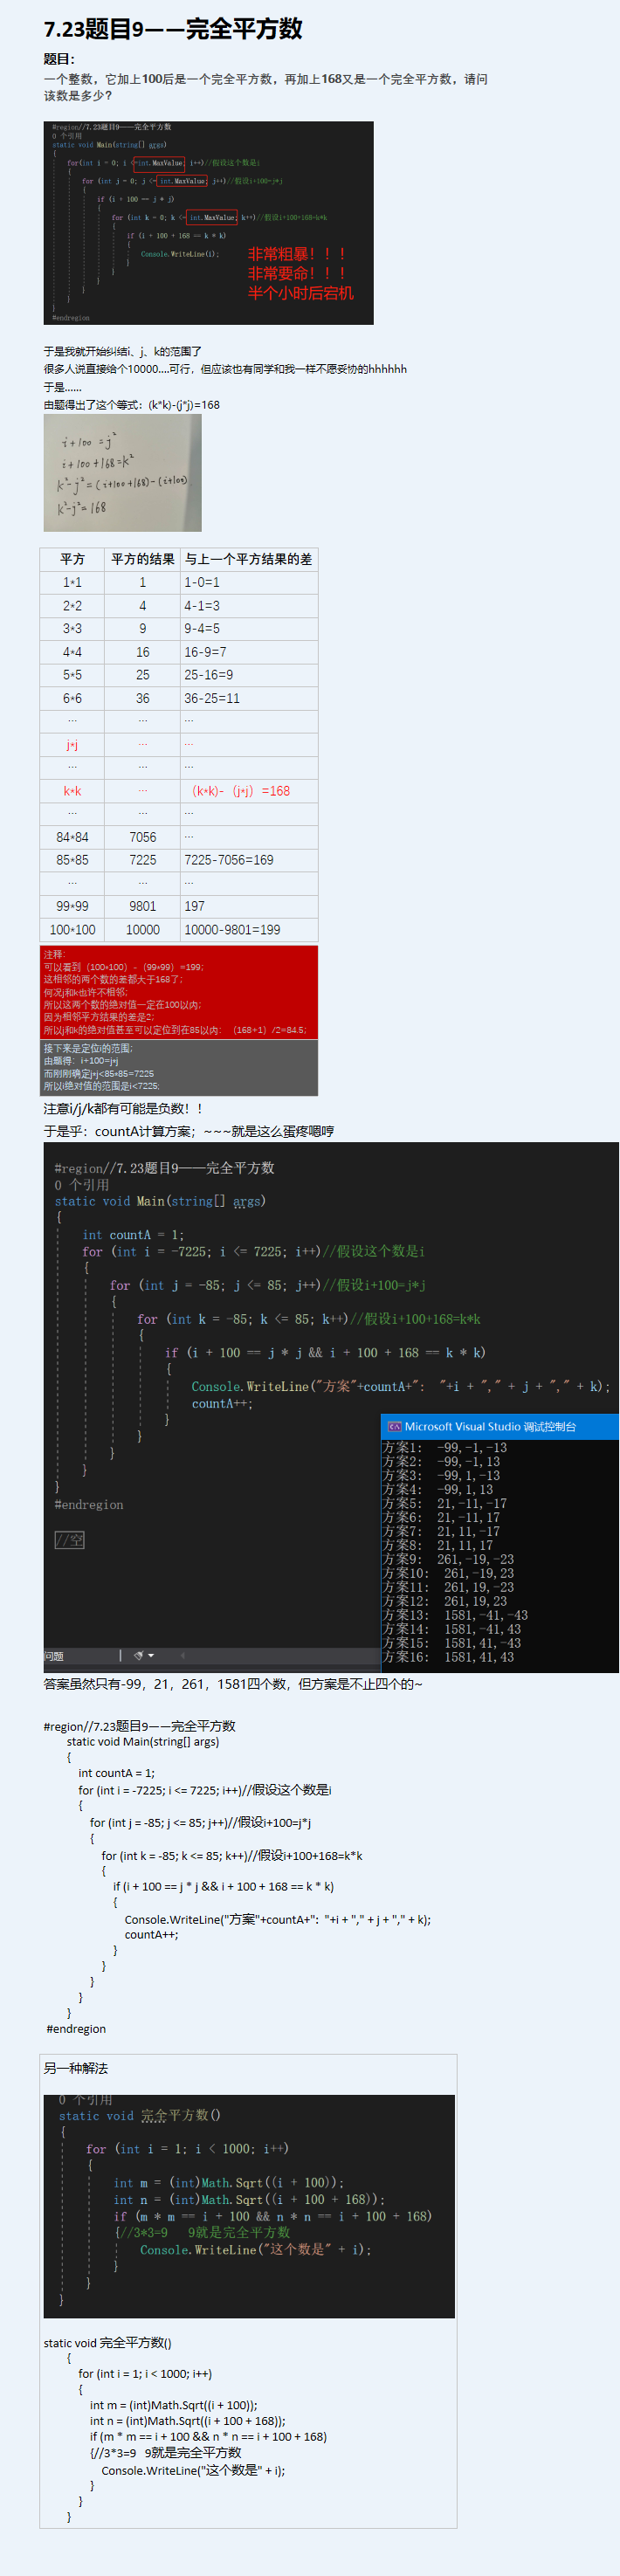 7.23题目9——完全平方数
题目：
一个整数，它加上100后是一个完全平方数，再加上168又是一个完全平方数，请问
该数是多少？
#region//7.23题目9——完全平方数
0 个引用
static void Main(string[] args)
{
for(int i = 0; i <=int.MaxValue; i++)//假设这个数是i
{
for (int j = 0; j <= int.MaxValue; j++)//假设i+100=j*j
{
if (i + 100 == j * j)
{
for (int k = 0; k <= int.MaxValue; k++)//假设i+100+168=k*k
{
if (i + 100 + 168 == k * k)
{
Console.WriteLine(i);
}
}
}
}
}
}
#endregion
非常粗暴！！！
非常要命！！！
半个小时后宕机
于是我就开始纠结i、j、k的范围了
很多人说直接给个10000....可行，但应该也有同学和我一样不愿妥协的hhhhhh
于是......
由题得出了这个等式：(k*k)-(j*j)=168
i+100 =j²
i+100+168=k²
k²-j²=(i+100+168)-(i+100)
k²-j²=168
平方 平方的结果 与上一个平方结果的差
1*1 1 1-0=1
2*2 4 4-1=3
3*3 9 9-4=5
4*4 16 16-9=7
5*5 25 25-16=9
6*6 36 36-25=11
... ... ...
j*j ... ...
... ... ...
k*k ... （k*k)-（j*j）=168
... ... ...
84*84 7056 ...
85*85 7225 7225-7056=169
... ... ...
99*99 9801 197
100*100 10000 10000-9801=199
注释：
可以看到（100*100）-（99*99）=199；
这相邻的两个数的差都大于168了；
何况j和k也许不相邻；
所以这两个数的绝对值一定在100以内；
因为相邻平方结果的差是2；
所以j和k的绝对值甚至可以定位到在85以内：（168+1）/2=84.5；
接下来是定位i的范围；
由题得：i+100=j*j
而刚刚确定j*j<85*85=7225
所以i绝对值的范围是i<7225;
注意i/j/k都有可能是负数！！
于是乎：countA计算方案；~~~就是这么蛋疼嗯哼
#region//7.23题目9——完全平方数
0 个引用
static void Main(string[] args)
{
int countA = 1;
for (int i = -7225; i <= 7225; i++)//假设这个数是i
{
for (int j = -85; j <= 85; j++)//假设i+100=j*j
{
for (int k = -85; k <= 85; k++)//假设i+100+168=k*k
{
if (i + 100 == j * j && i + 100 + 168 == k * k)
{
Console.WriteLine("方案"+countA+":  "+i + "," + j + "," + k);
countA++;
}
}
}
}
}
#endregion
//空
问题
Microsoft Visual Studio 调试控制台
方案1:  -99,-1,-13
方案2:  -99,-1,13
方案3:  -99,1,-13
方案4:  -99,1,13
方案5:  21,-11,-17
方案6:  21,-11,17
方案7:  21,11,-17
方案8:  21,11,17
方案9:  261,-19,-23
方案10:  261,-19,23
方案11:  261,19,-23
方案12:  261,19,23
方案13:  1581,-41,-43
方案14:  1581,-41,43
方案15:  1581,41,-43
方案16:  1581,41,43
答案虽然只有-99，21，261，1581四个数，但方案是不止四个的~
#region//7.23题目9——完全平方数
static void Main(string[] args)
{
int countA = 1;
for (int i = -7225; i <= 7225; i++)//假设这个数是i
{
for (int j = -85; j <= 85; j++)//假设i+100=j*j
{
for (int k = -85; k <= 85; k++)//假设i+100+168=k*k
{
if (i + 100 == j * j && i + 100 + 168 == k * k)
{
Console.WriteLine("方案"+countA+":  "+i + "," + j + "," + k);
countA++;
}
}
}
}
}
#endregion
另一种解法
0 个引用
static void 完全平方数()
{
for (int i = 1; i < 1000; i++)
{
int m = (int)Math.Sqrt((i + 100));
int n = (int)Math.Sqrt((i + 100 + 168));
if (m * m == i + 100 && n * n == i + 100 + 168)
{//3*3=9   9就是完全平方数
Console.WriteLine("这个数是" + i);
}
}
}
static void 完全平方数()
{
for (int i = 1; i < 1000; i++)
{
int m = (int)Math.Sqrt((i + 100));
int n = (int)Math.Sqrt((i + 100 + 168));
if (m * m == i + 100 && n * n == i + 100 + 168)
{//3*3=9   9就是完全平方数
Console.WriteLine("这个数是" + i);
}
}
}